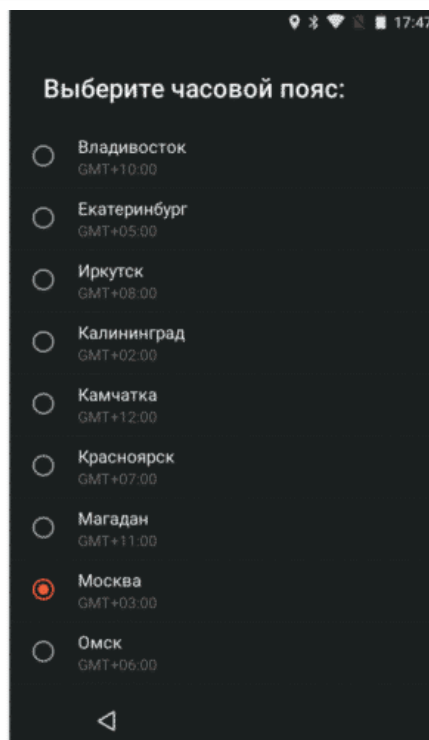 17:47
Выберите часовой пояс:
Владивосток
GMT+10:00
Екатеринбург
GMT+05:00
Иркутск
GMT+08:00
Калининград
GMT+02:00
Камчатка
GMT+12:00
Красноярск
GMT+07:00
Магадан
GMT+11:00
Москва
GMT+03:00
Омск
GMT+06:00